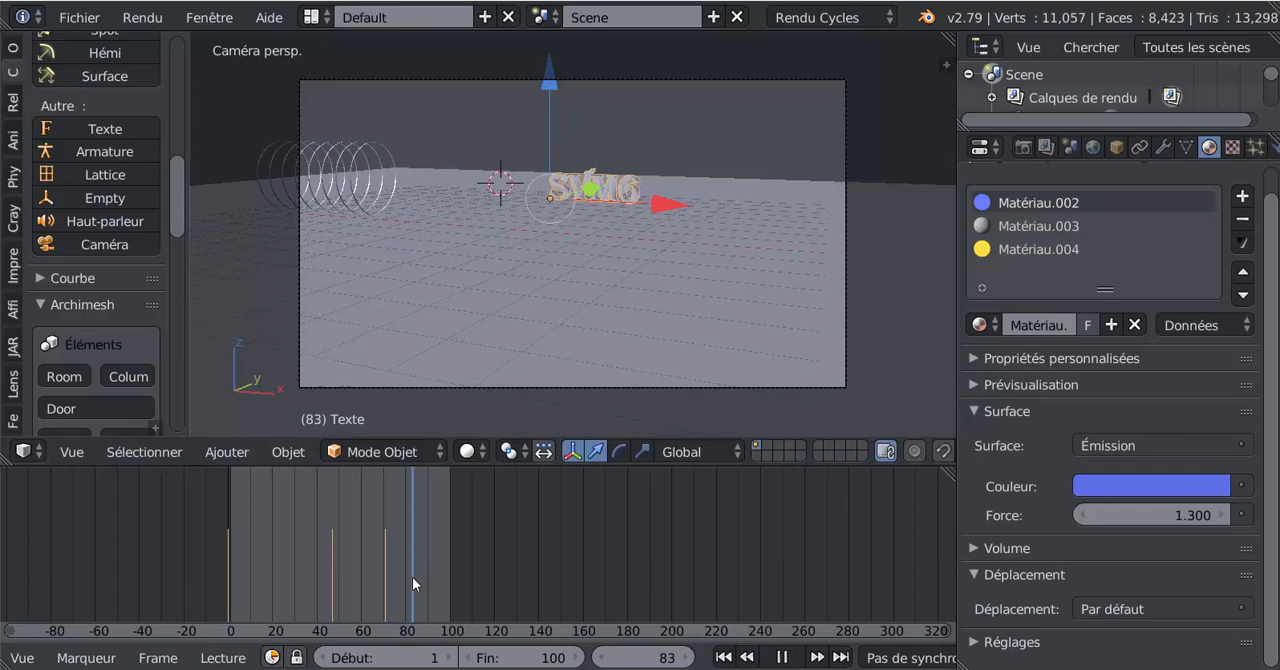 Fichier Rendu Fenêtre Aide Default Scene Rendu Cycles v2.79 | Verts : 11,057 | Faces : 8,423 | Tris : 13,298
Spot
Hémi
Surface
Autre :
Texte
Armature
Lattice
Empty
Haut-parleur
Caméra
Courbe
Archimesh
Éléments
Room Colum
Door
O
C
Rel
Ani
Phy
Cray
Impre
Affi
JAR
Lens
Fe
Caméra persp.
z
y
x
(83) Texte
Vue Sélectionner Ajouter Objet Mode Objet Global
-80 -60 -40 -20 0 20 40 60 80 100 120 140 160 180 200 220 240 260 280 300 320
Vue Marqueur Frame Lecture Début: 1 Fin: 100 83 Pas de synchro
Vue Chercher Toutes les scènes
Scene
Calques de rendu
Matériau.002
Matériau.003
Matériau.004
Matériau. F Données
Propriétés personnalisées
Prévisualisation
Surface
Surface: Émission
Couleur:
Force: 1.300
Volume
Déplacement
Déplacement: Par défaut
Réglages